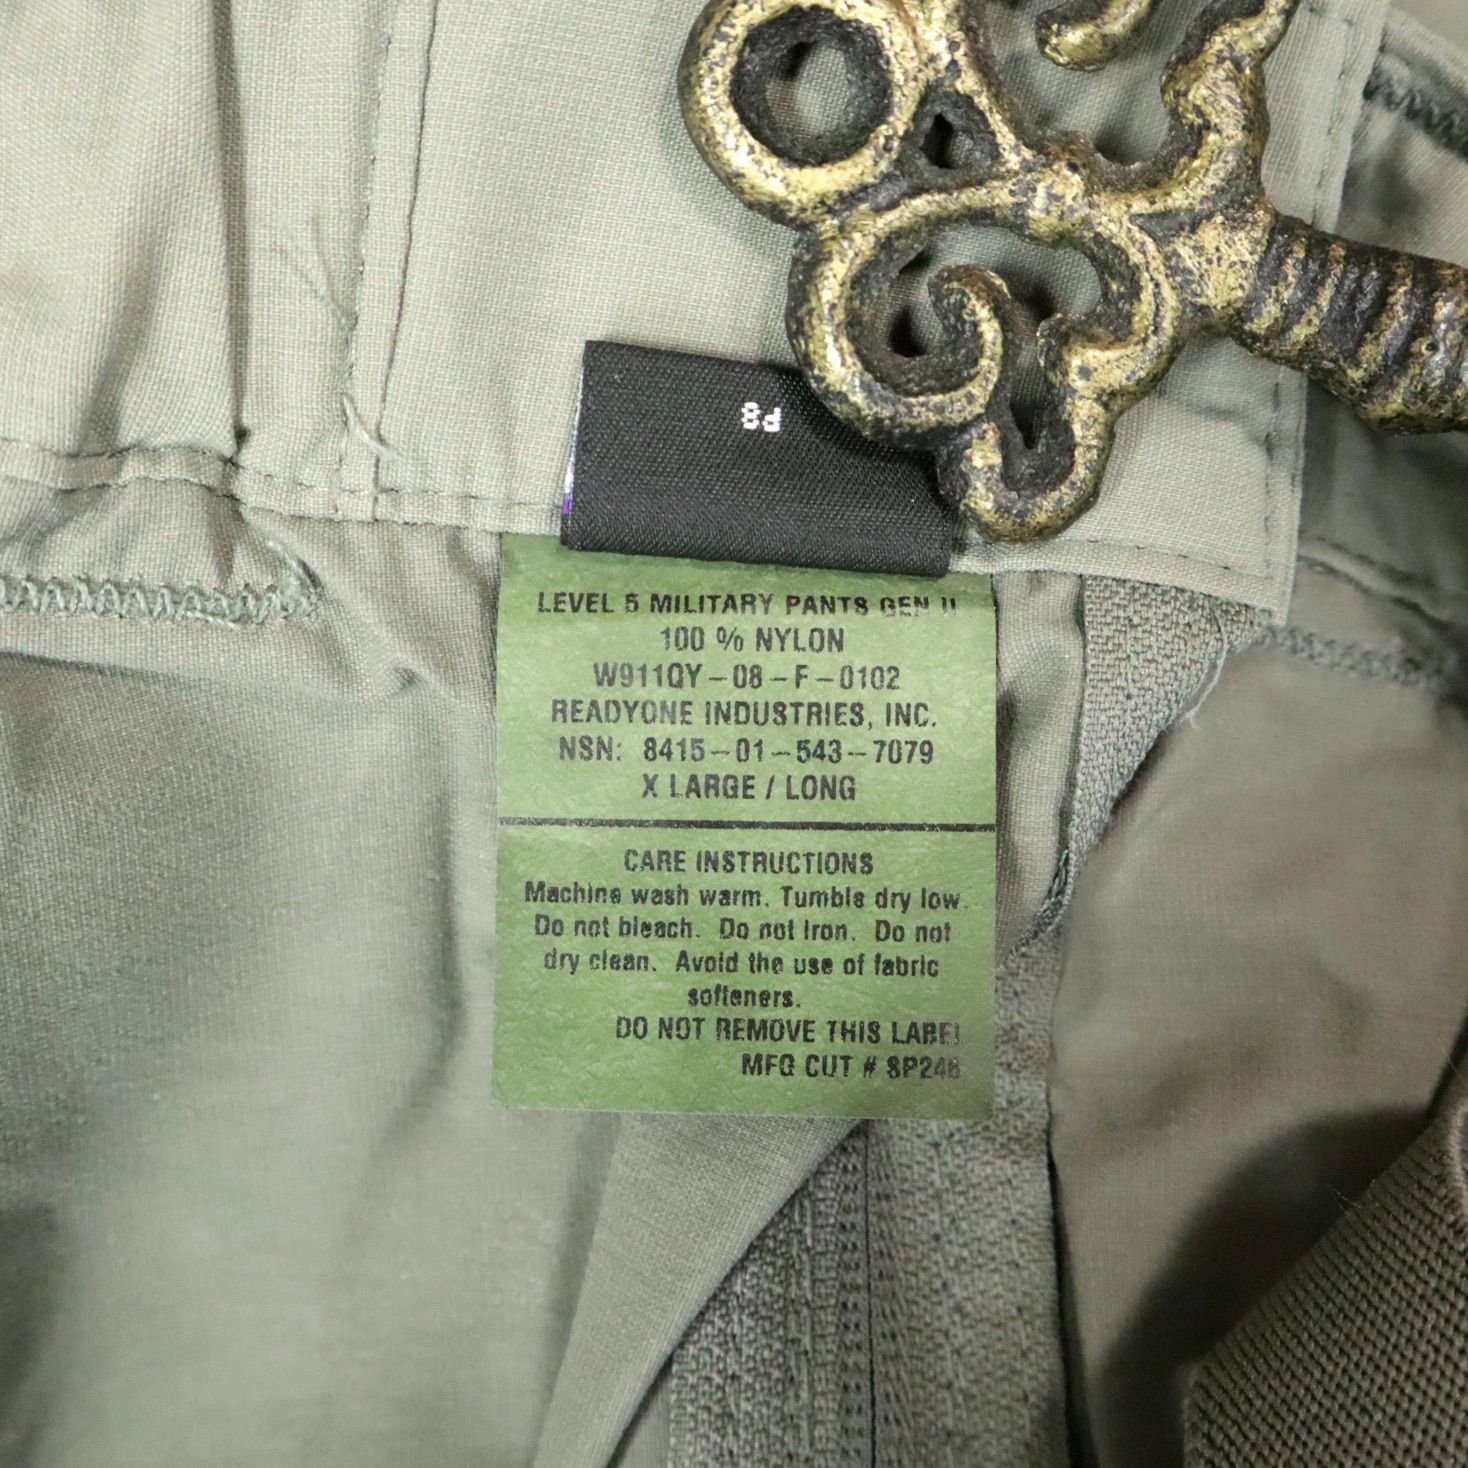 P8
LEVEL 5 MILITARY PANTS GEN II
100 % NYLON
W911QY-08-F-0102
READYONE INDUSTRIES, INC.
NSN: 8415-01-543-7079
X LARGE / LONG
CARE INSTRUCTIONS
Machine wash warm. Tumble dry low.
Do not bleach. Do not iron. Do not
dry clean. Avoid the use of fabric
softeners.
DO NOT REMOVE THIS LABEL
MFG CUT # SP246